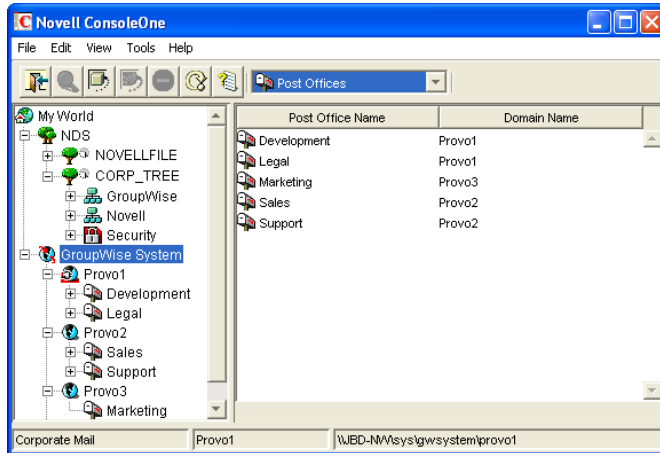 Novell ConsoleOne
File Edit View Tools Help
Post Offices
My World
NDS
NOVELLFILE
CORP_TREE
GroupWise
Novell
Security
GroupWise System
Provo1
Development
Legal
Provo2
Sales
Support
Provo3
Marketing
Post Office Name Domain Name
Development Provo1
Legal Provo1
Marketing Provo3
Sales Provo2
Support Provo2
Corporate Mail Provo1 \\JBD-NW\sys\gwsystem\provo1